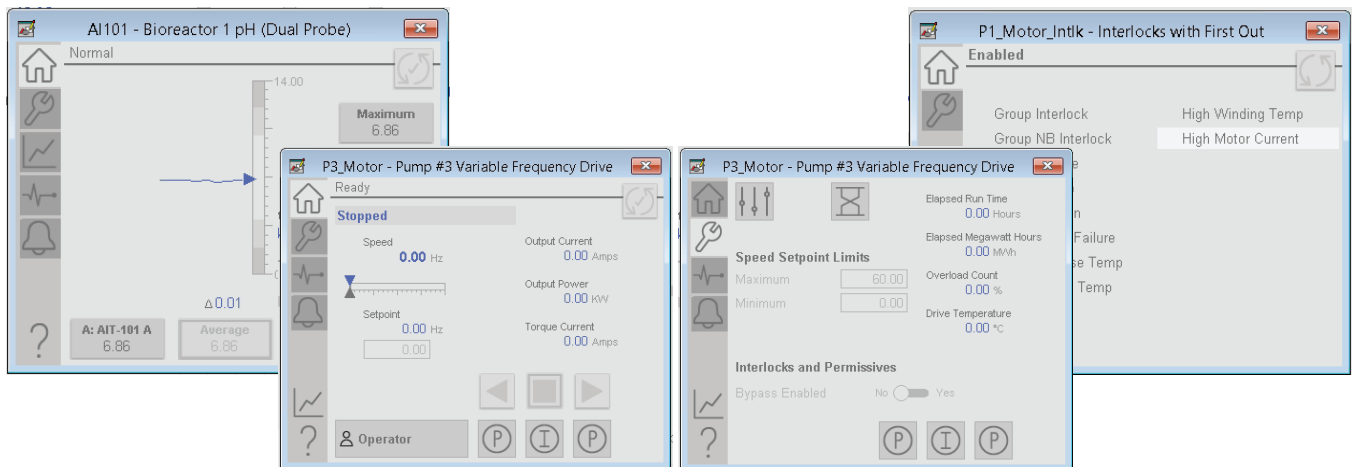 AI101 - Bioreactor 1 pH (Dual Probe)
Normal
14.00
Maximum
6.86
Δ0.01
A: AIT-101 A
6.86
Average
6.86
?
P3_Motor - Pump #3 Variable Frequency Drive
Ready
Stopped
Speed
0.00 Hz
Setpoint
0.00 Hz
0.00
Output Current
0.00 Amps
Output Power
0.00 KW
Torque Current
0.00 Amps
Operator
P I P
?
P3_Motor - Pump #3 Variable Frequency Drive
Elapsed Run Time
0.00 Hours
Elapsed Megawatt Hours
0.00 MWh
Speed Setpoint Limits
Maximum 60.00
Minimum 0.00
Overload Count
0.00 %
Drive Temperature
0.00 °C
Interlocks and Permissives
Bypass Enabled No Yes
P I P
?
P1_Motor_Intlk - Interlocks with First Out
Enabled
Group Interlock High Winding Temp
Group NB Interlock High Motor Current
Failure
Temp
Temp